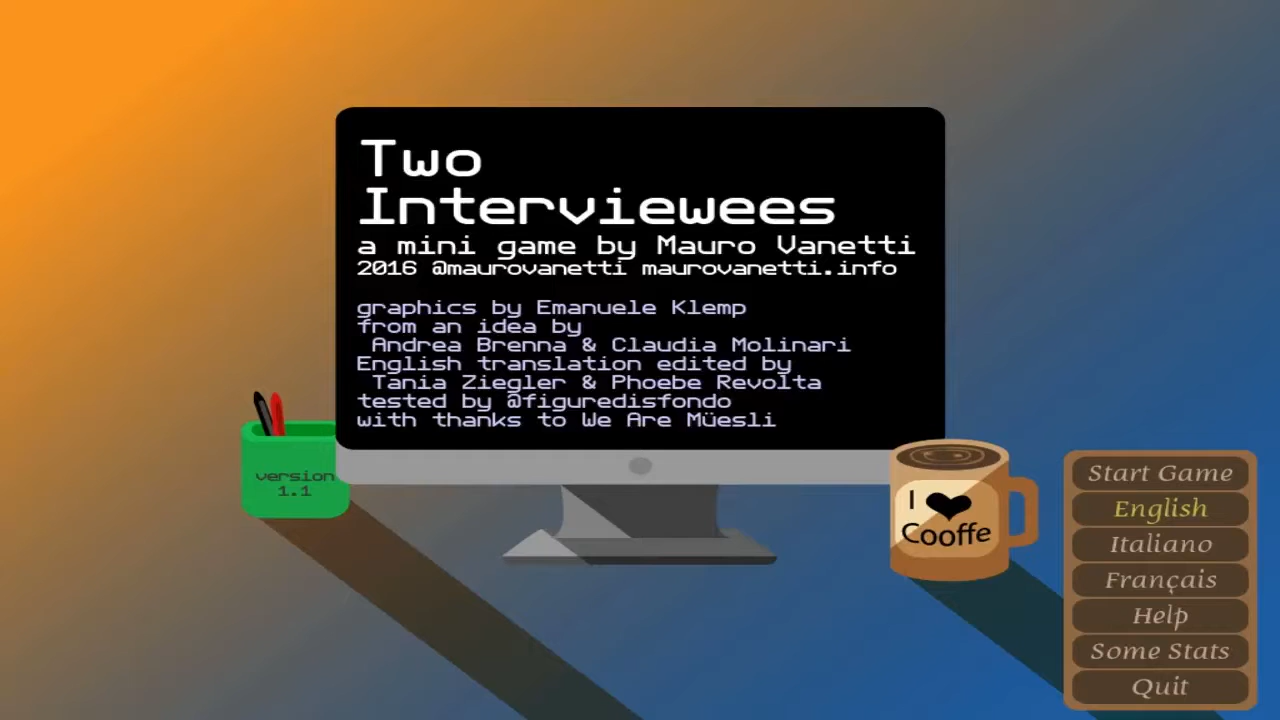 Two
Interviewees
a mini game by Mauro Vanetti
2016 @maurovanetti maurovanetti.info
graphics by Emanuele Klemp
from an idea by
Andrea Brenna & Claudia Molinari
English translation edited by
Tania Ziegler & Phoebe Revolta
tested by @figuredisfondo
with thanks to We Are Müesli
version
1.1
I ♥
Cooffe
Start Game
English
Italiano
Français
Help
Some Stats
Quit